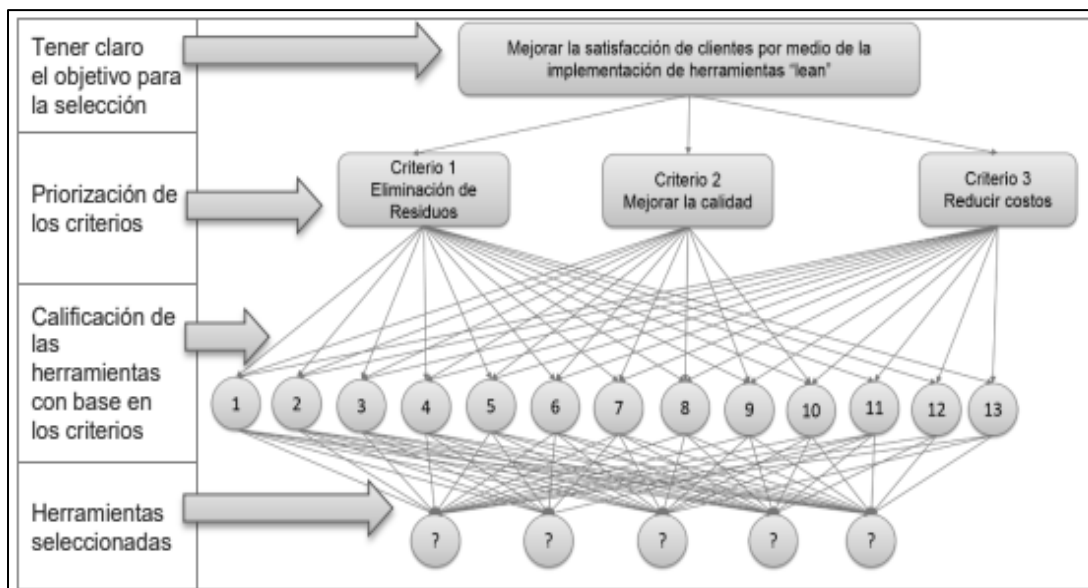 Tener claro
el objetivo para
la selección
Mejorar la satisfacción de clientes por medio de la
implementación de herramientas “lean”
Priorización de
los criterios
Criterio 1
Eliminación de
Residuos
Criterio 2
Mejorar la calidad
Criterio 3
Reducir costos
Calificación de
las
herramientas
con base en
los criterios
1 2 3 4 5 6 7 8 9 10 11 12 13
Herramientas
seleccionadas
? ? ? ? ?